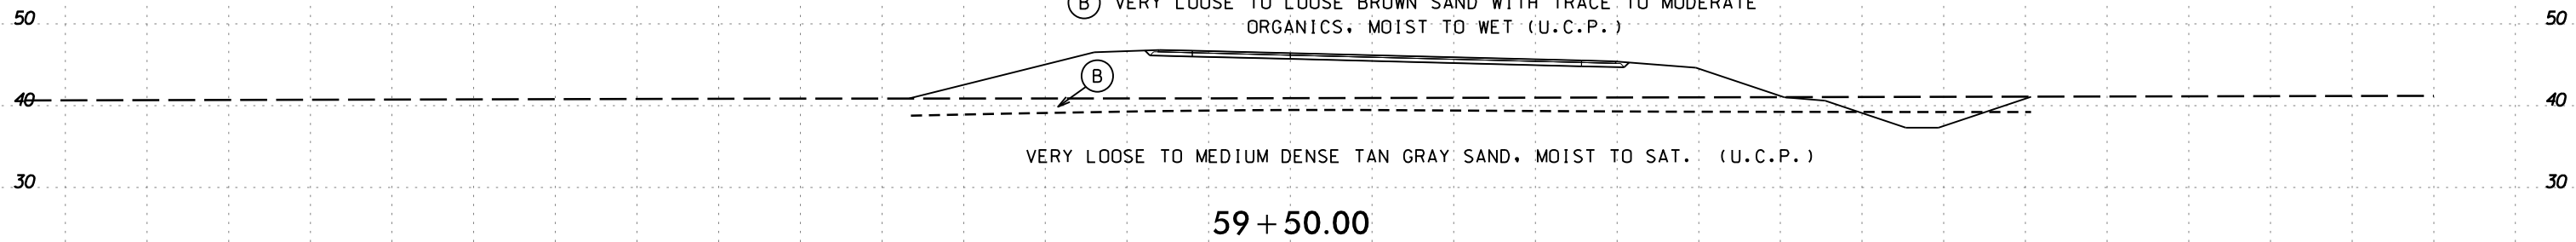 B VERY LOOSE TO LOOSE BROWN SAND WITH TRACE TO MODERATE
50 50
ORGANICS, MOIST TO WET (U.C.P.)
B
40 40
VERY LOOSE TO MEDIUM DENSE TAN GRAY SAND, MOIST TO SAT. (U.C.P.)
30 30
59+50.00